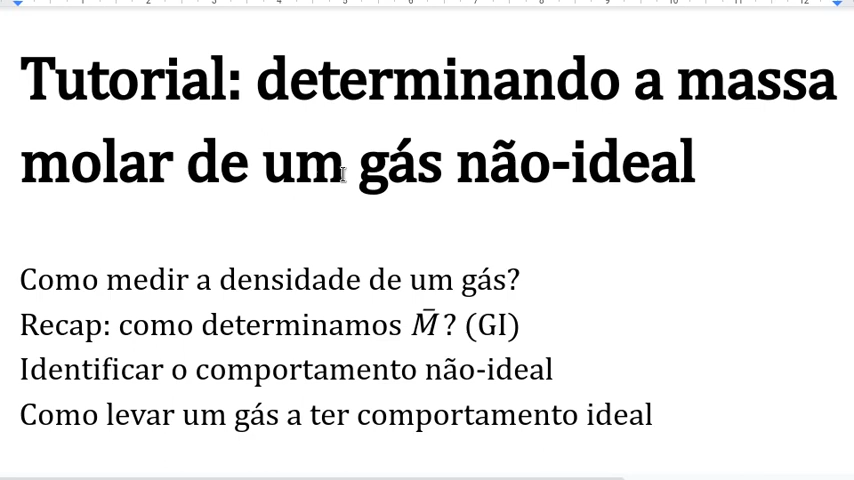 Tutorial: determinando a massa
molar de um gás não-ideal
Como medir a densidade de um gás?
Recap: como determinamos M̄? (GI)
Identificar o comportamento não-ideal
Como levar um gás a ter comportamento ideal